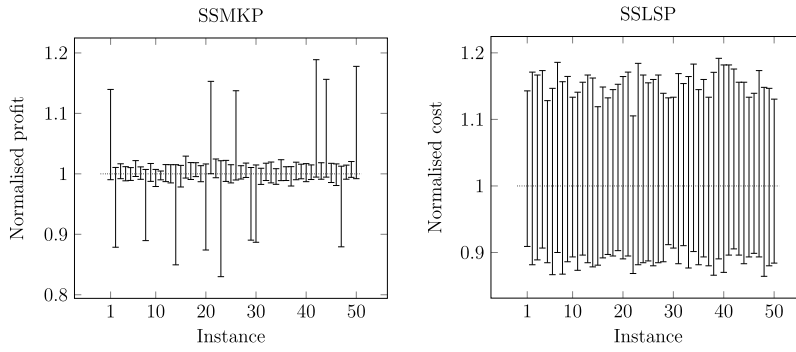 SSMKP
1.2
1.1
1
0.9
0.8
Normalised profit
1 10 20 30 40 50
Instance
SSLSP
1.2
1.1
1
0.9
Normalised cost
1 10 20 30 40 50
Instance